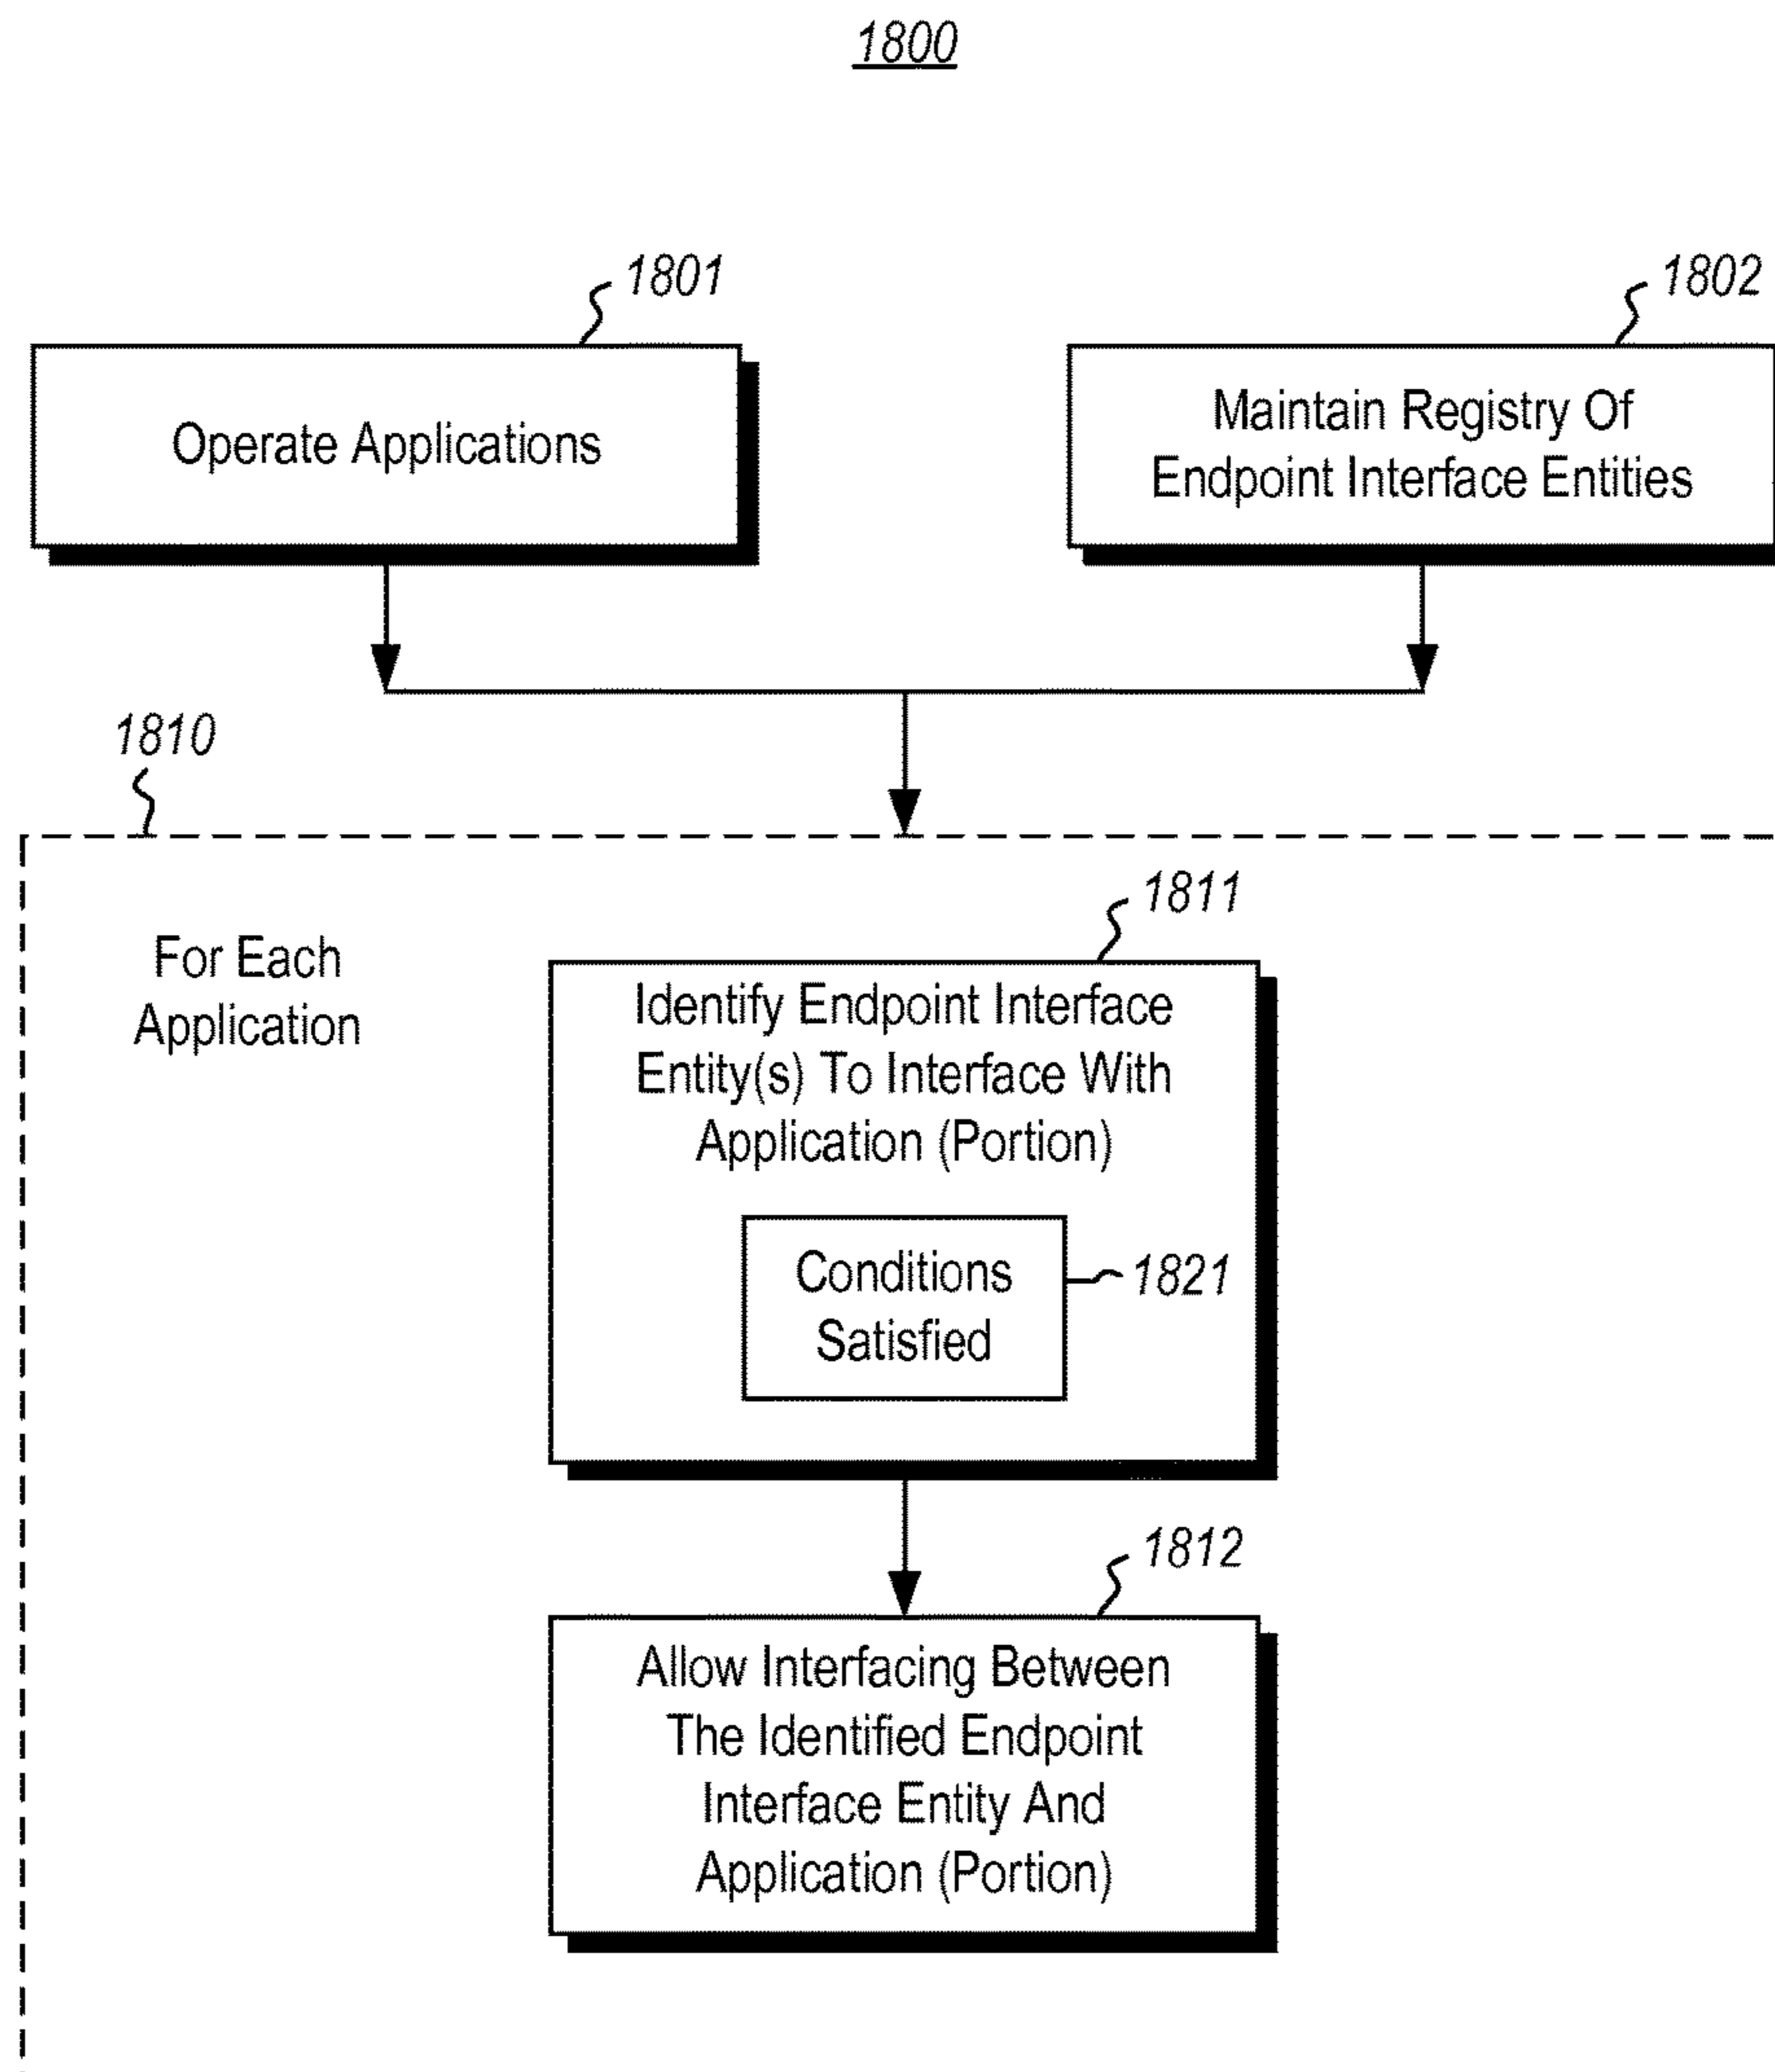 1800
1801
1802
Operate Applications
Maintain Registry Of
Endpoint Interface Entities
1810
For Each
Application
1811
Identify Endpoint Interface
Entity(s) To Interface With
Application (Portion)
Conditions
Satisfied
1821
1812
Allow Interfacing Between
The Identified Endpoint
Interface Entity And
Application (Portion)